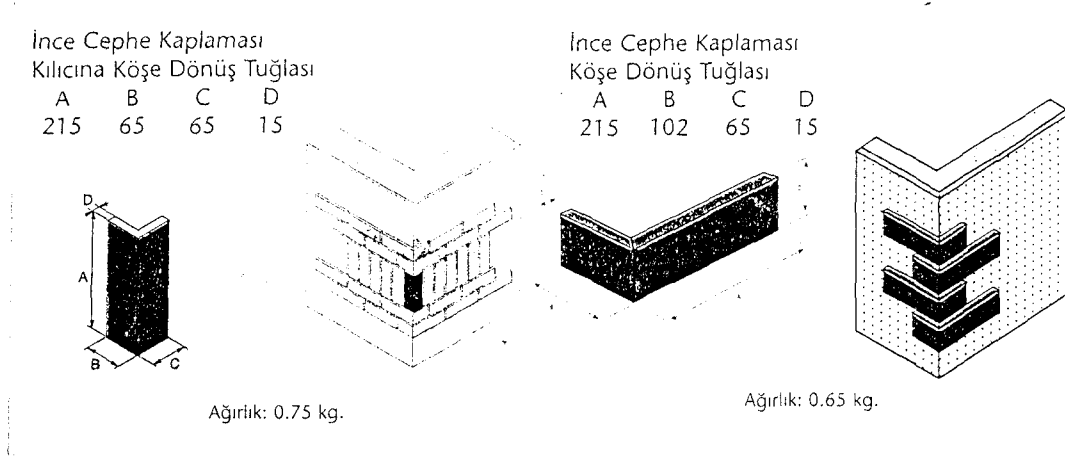 İnce Cephe Kaplaması
Kılıcına Köşe Dönüş Tuğlası
A B C D
215 65 65 15
D
A
B C
Ağırlık: 0.75 kg.
İnce Cephe Kaplaması
Köşe Dönüş Tuğlası
A B C D
215 102 65 15
Ağırlık: 0.65 kg.